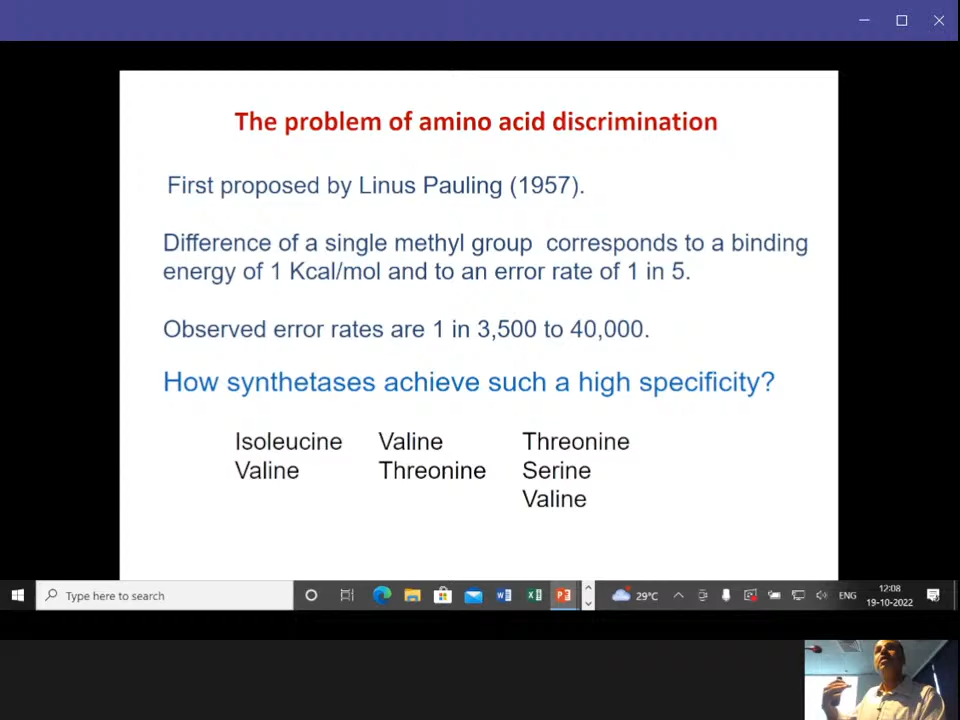 The problem of amino acid discrimination
First proposed by Linus Pauling (1957).
Difference of a single methyl group corresponds to a binding
energy of 1 Kcal/mol and to an error rate of 1 in 5.
Observed error rates are 1 in 3,500 to 40,000.
How synthetases achieve such a high specificity?
Isoleucine Valine Threonine
Valine Threonine Serine
Valine
Type here to search
29°C
ENG
12:08
19-10-2022